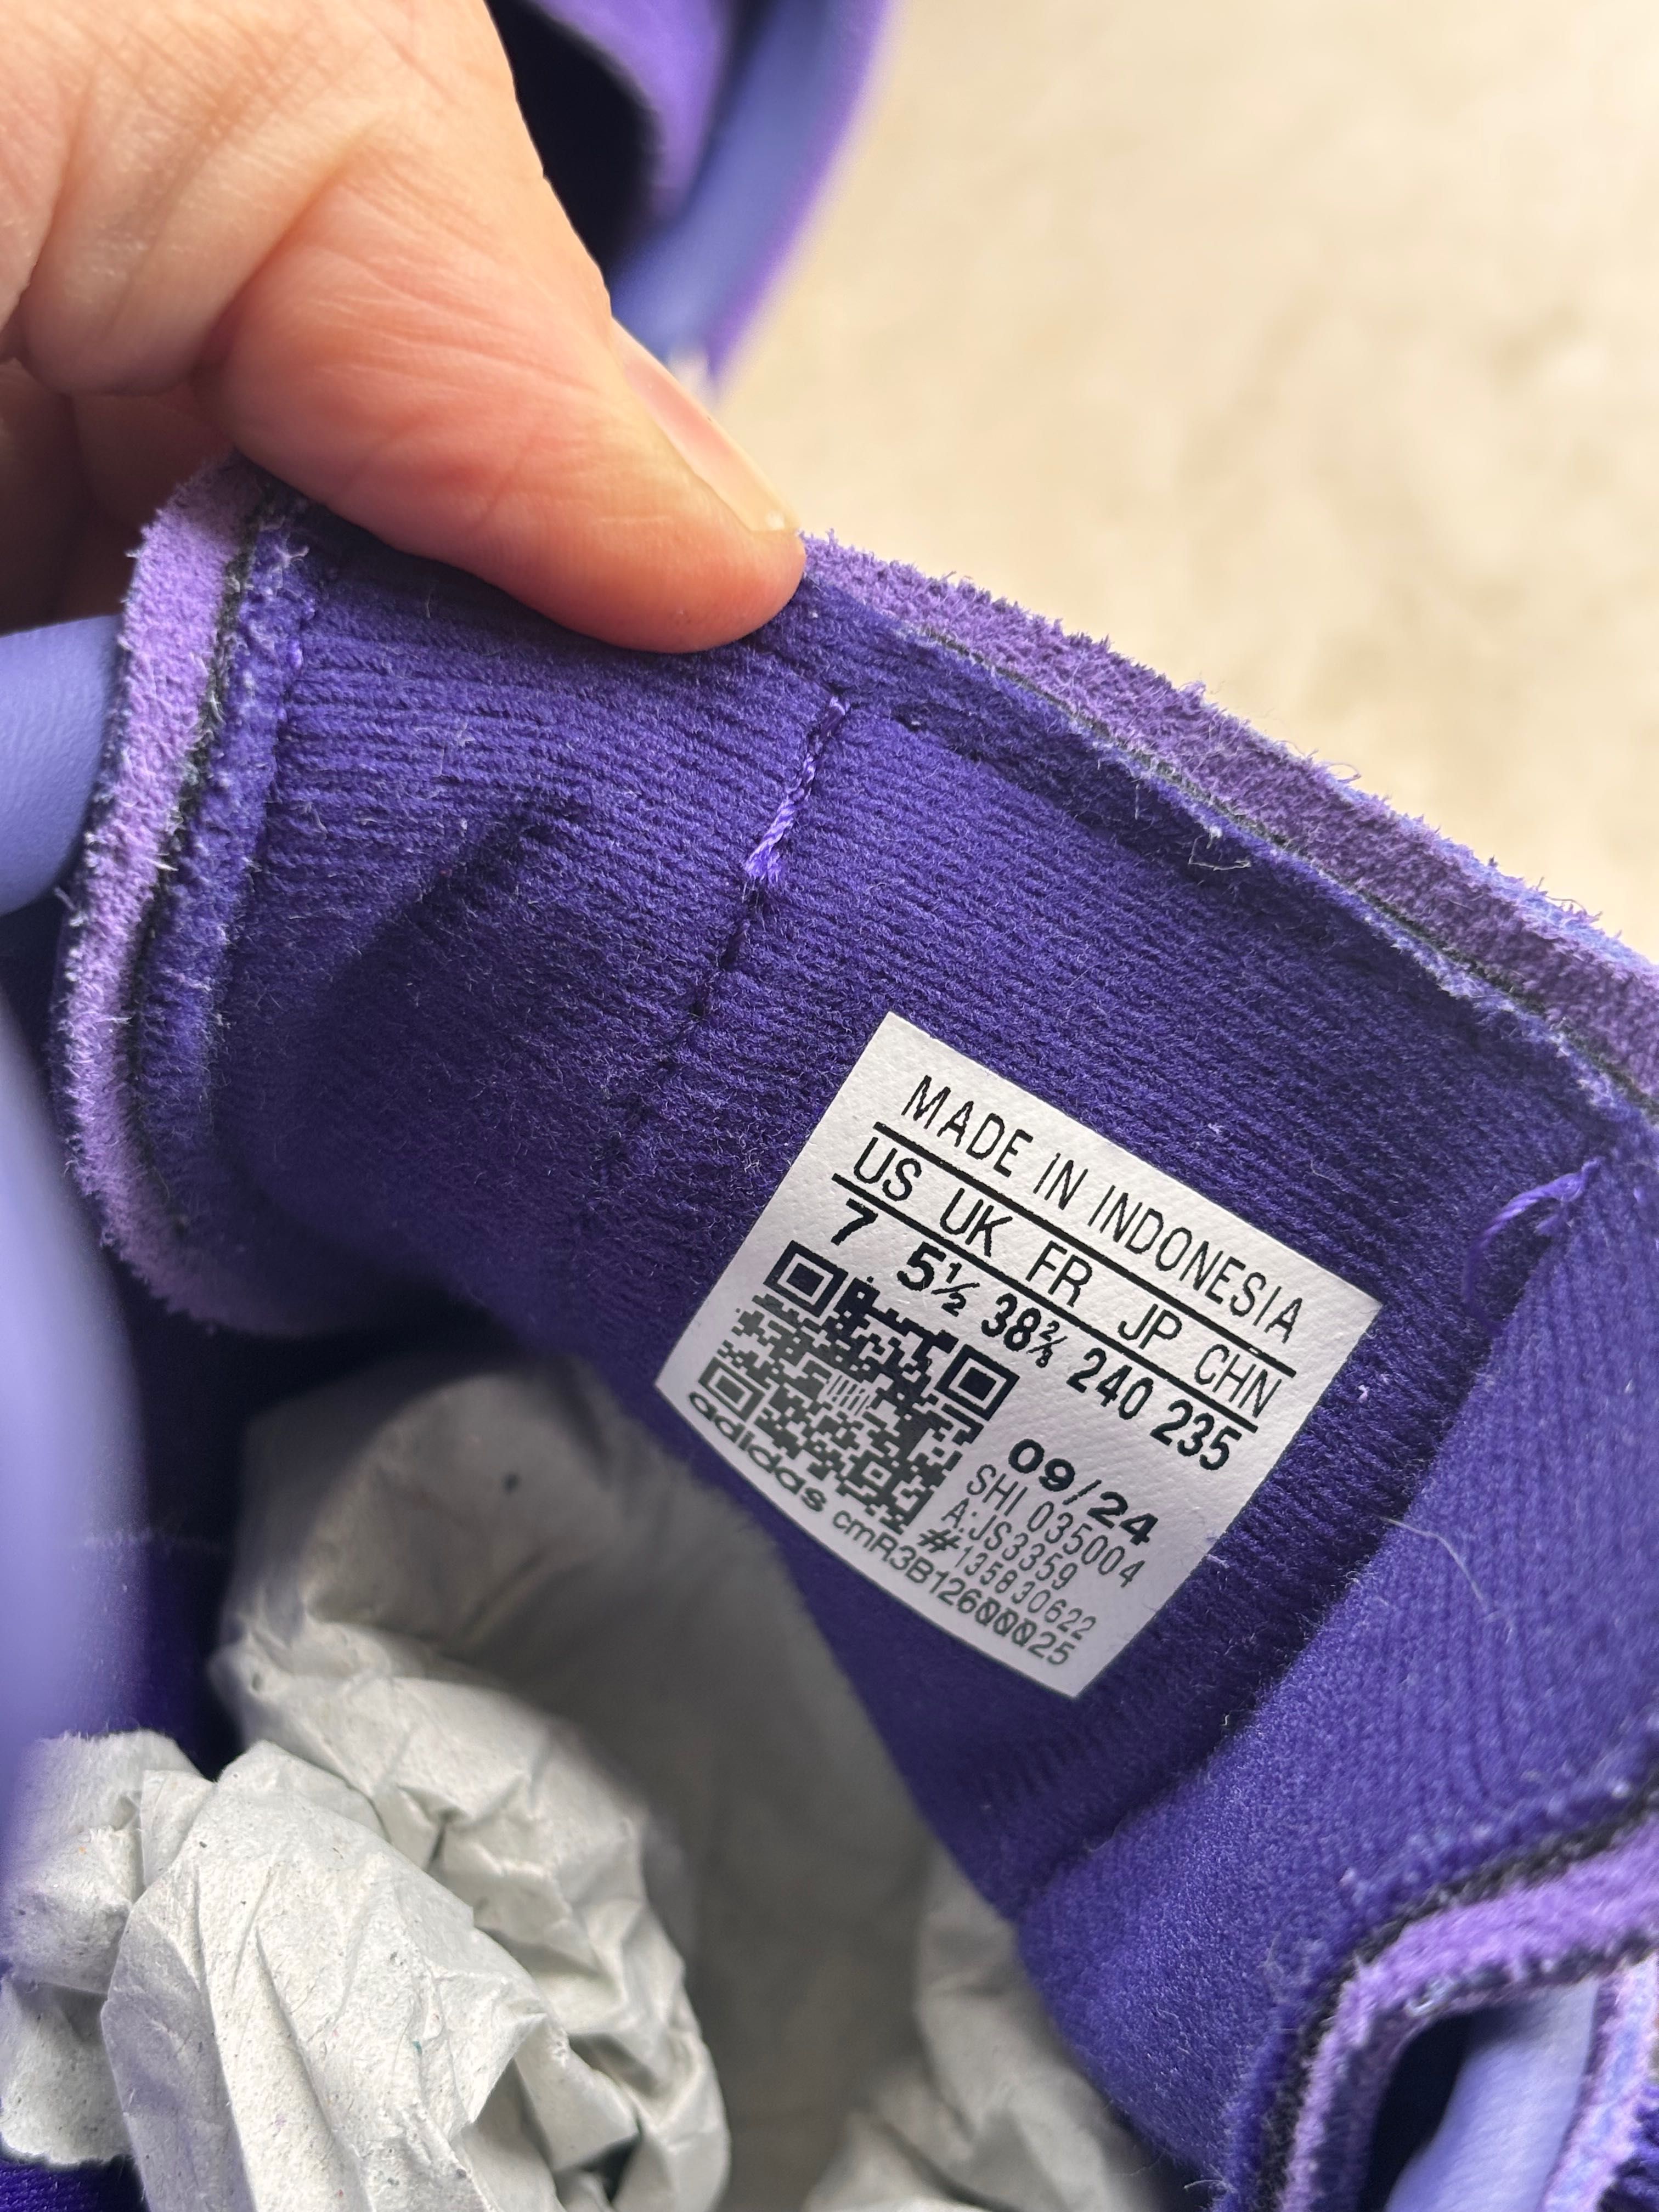 MADE IN INDONESIA
US UK FR JP CHN
7 5½ 38⅔ 240 235
09/24
SHI 035004
A:JS3359
#135830622
adidas cmR3B12600025